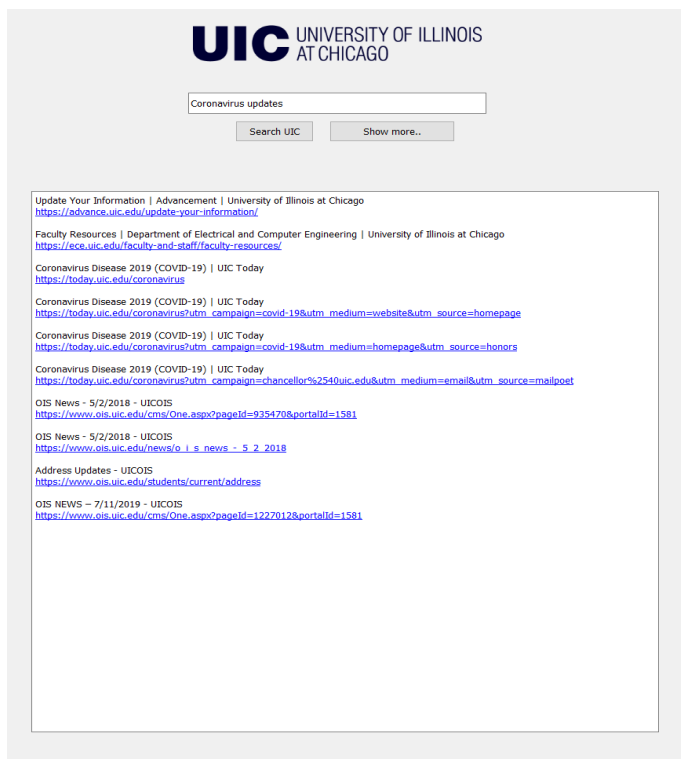 UIC UNIVERSITY OF ILLINOIS
AT CHICAGO
Coronavirus updates
Search UIC Show more..
Update Your Information | Advancement | University of Illinois at Chicago
https://advance.uic.edu/update-your-information/
Faculty Resources | Department of Electrical and Computer Engineering | University of Illinois at Chicago
https://ece.uic.edu/faculty-and-staff/faculty-resources/
Coronavirus Disease 2019 (COVID-19) | UIC Today
https://today.uic.edu/coronavirus
Coronavirus Disease 2019 (COVID-19) | UIC Today
https://today.uic.edu/coronavirus?utm_campaign=covid-19&utm_medium=website&utm_source=homepage
Coronavirus Disease 2019 (COVID-19) | UIC Today
https://today.uic.edu/coronavirus?utm_campaign=covid-19&utm_medium=homepage&utm_source=honors
Coronavirus Disease 2019 (COVID-19) | UIC Today
https://today.uic.edu/coronavirus?utm_campaign=chancellor%2540uic.edu&utm_medium=email&utm_source=mailpoet
OIS News - 5/2/2018 - UICOIS
https://www.ois.uic.edu/cms/One.aspx?pageId=935470&portalId=1581
OIS News - 5/2/2018 - UICOIS
https://www.ois.uic.edu/news/o_i_s_news_-_5_2_2018
Address Updates - UICOIS
https://www.ois.uic.edu/students/current/address
OIS NEWS – 7/11/2019 - UICOIS
https://www.ois.uic.edu/cms/One.aspx?pageId=1227012&portalId=1581